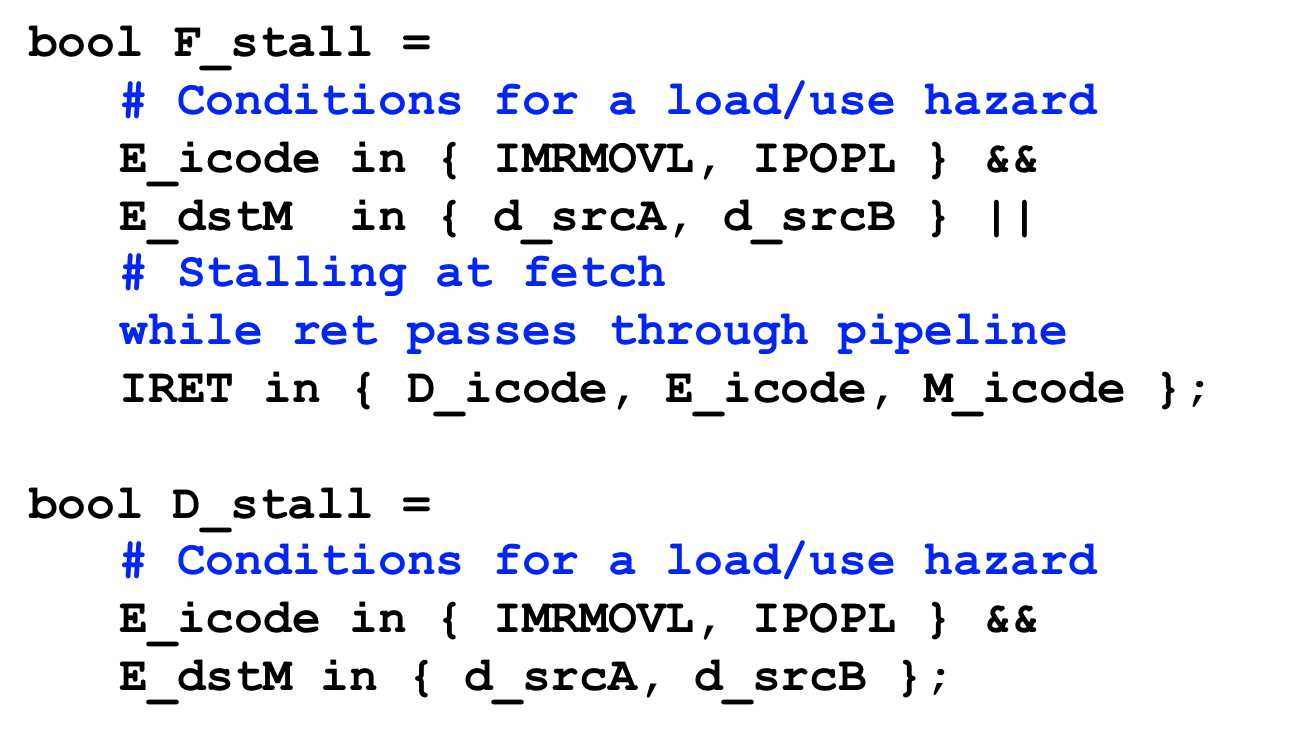 bool F_stall =
# Conditions for a load/use hazard
E_icode in { IMRMOVL, IPOPL } &&
E_dstM  in { d_srcA, d_srcB } ||
# Stalling at fetch
while ret passes through pipeline
IRET in { D_icode, E_icode, M_icode };
bool D_stall =
# Conditions for a load/use hazard
E_icode in { IMRMOVL, IPOPL } &&
E_dstM in { d_srcA, d_srcB };